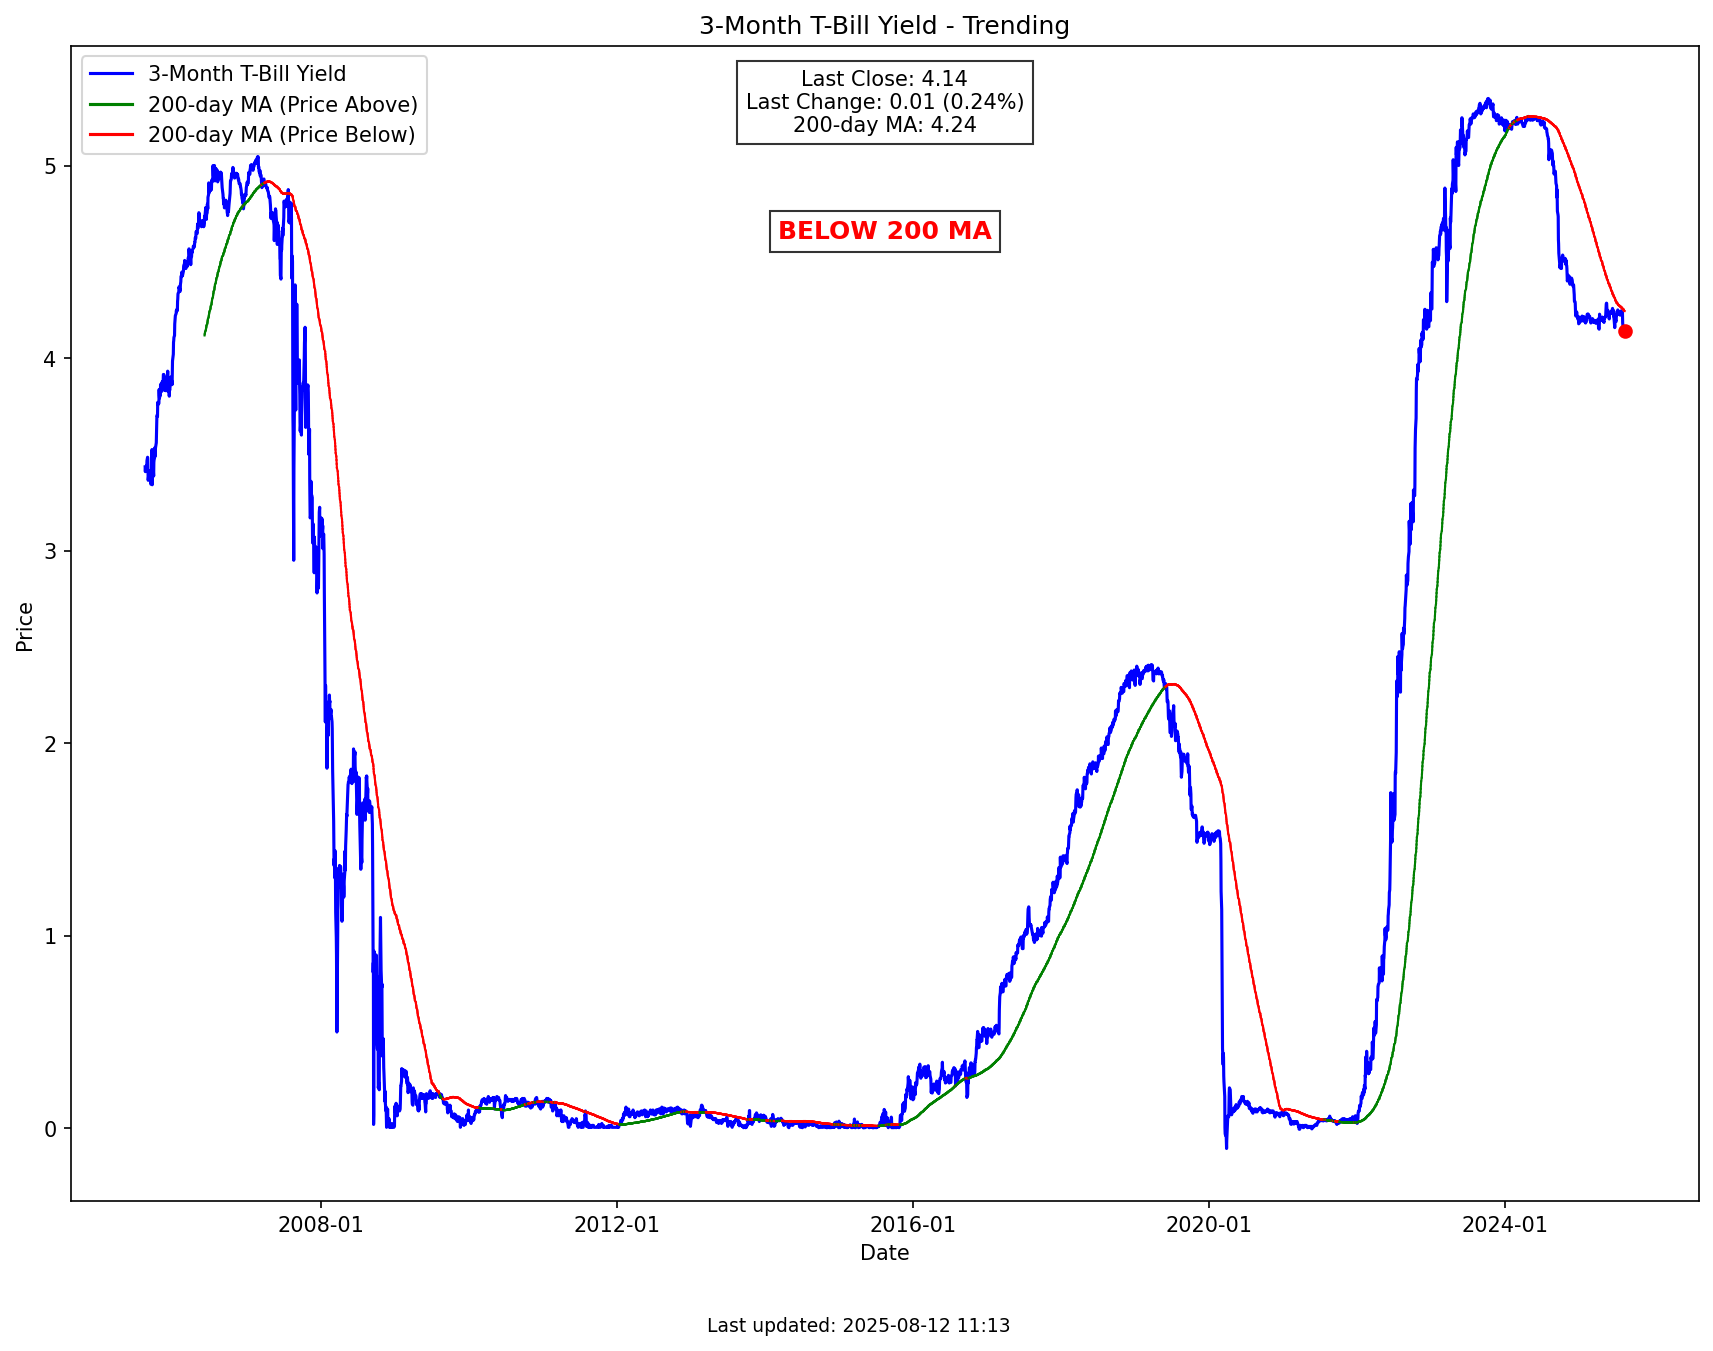 3-Month T-Bill Yield - Trending
3-Month T-Bill Yield
200-day MA (Price Above)
200-day MA (Price Below)
Last Close: 4.14
Last Change: 0.01 (0.24%)
200-day MA: 4.24
BELOW 200 MA
5
4
3
2
1
0
Price
2008-01
2012-01
2016-01
2020-01
2024-01
Date
Last updated: 2025-08-12 11:13